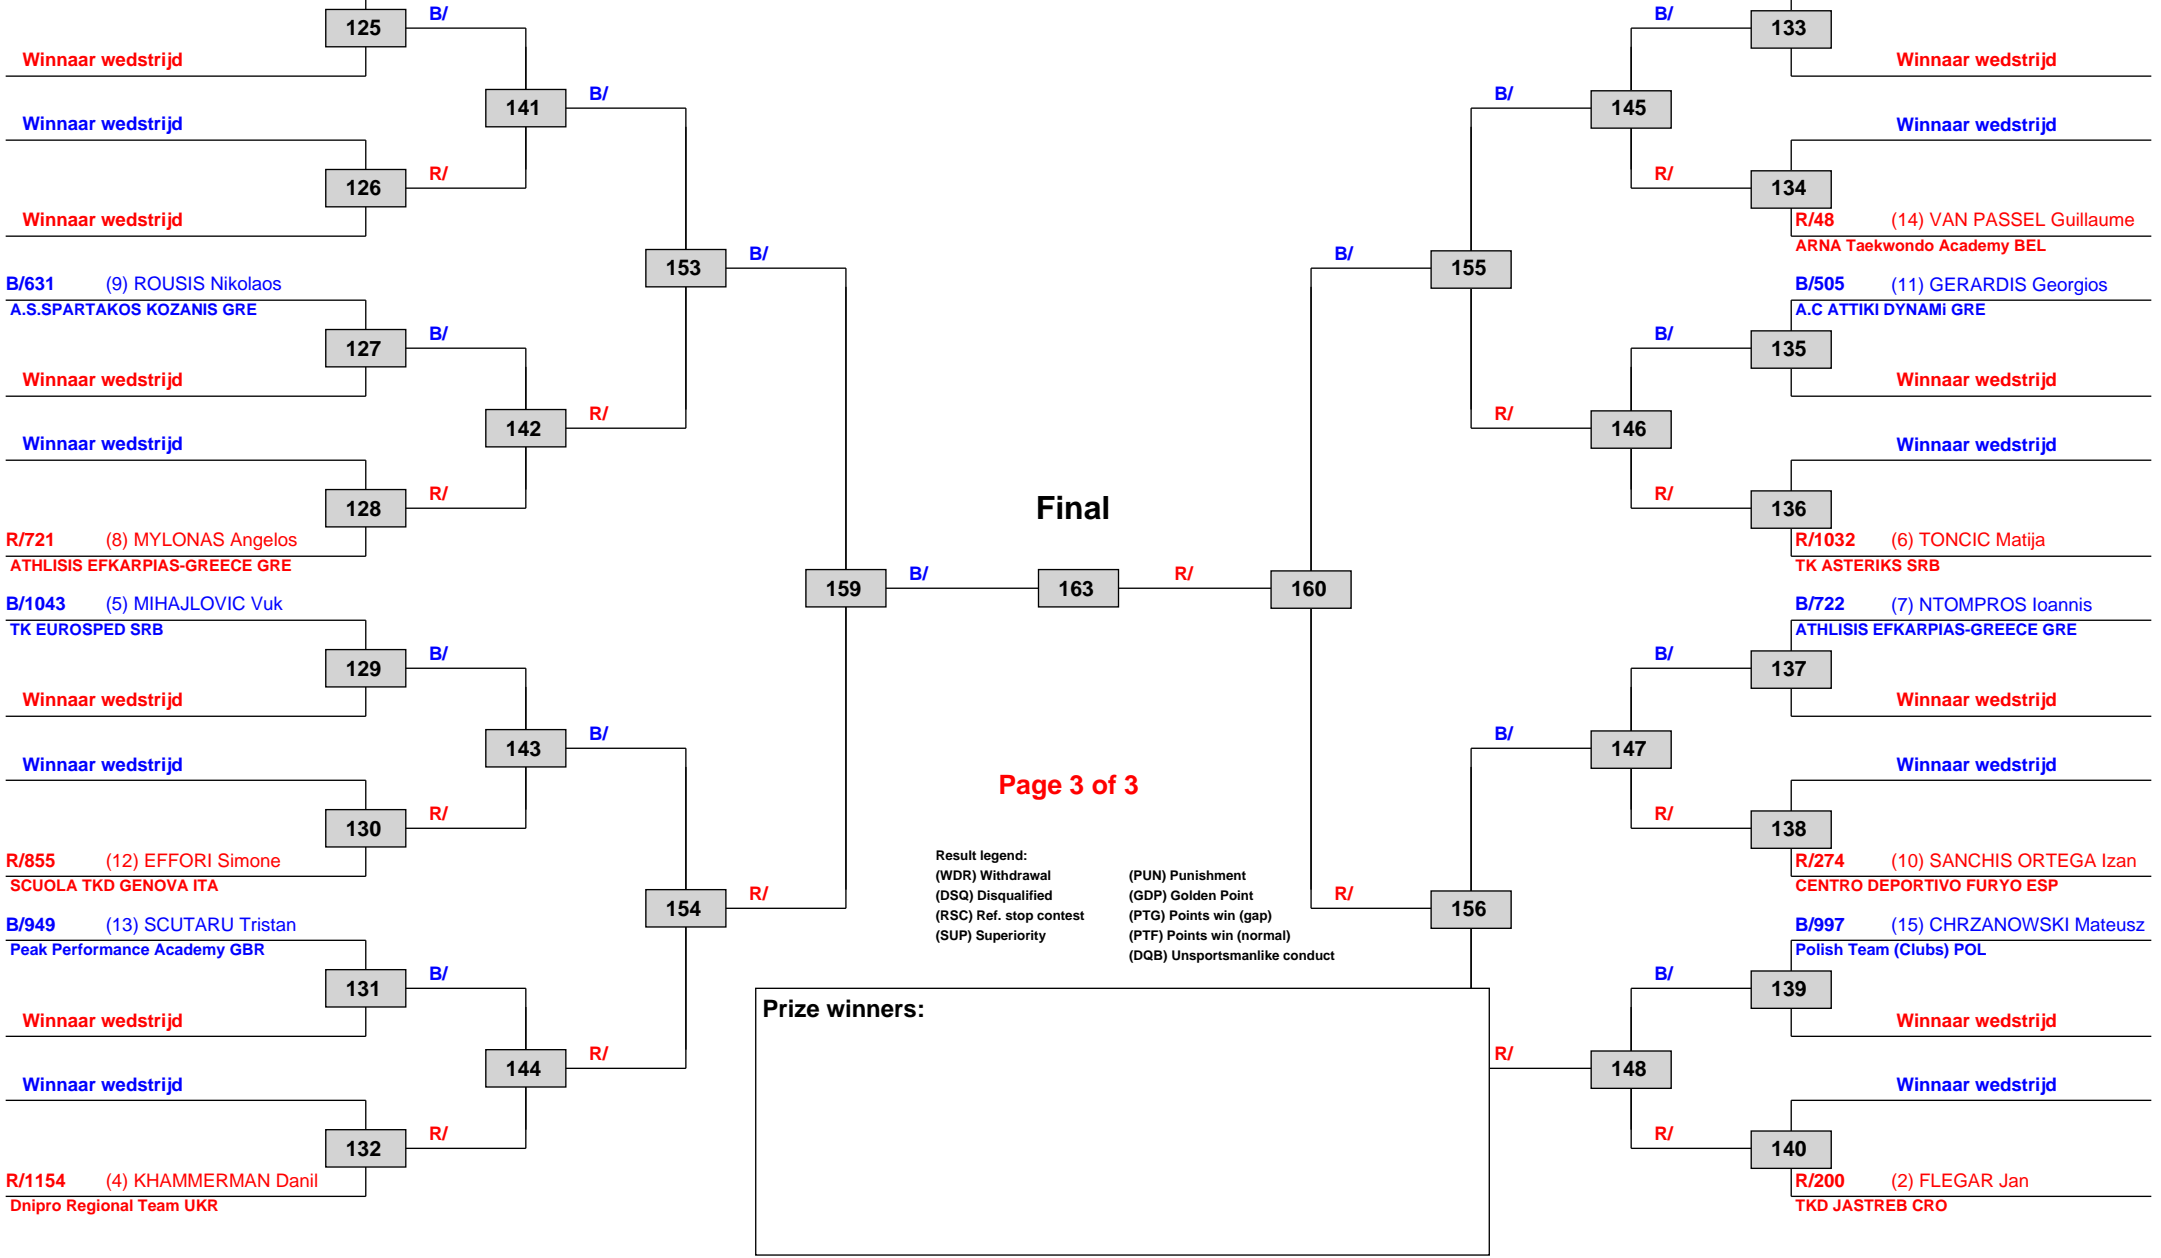 B/
125
Winnaar wedstrijd
141
B/
Winnaar wedstrijd
R/
126
Winnaar wedstrijd
153
B/
B/631 (9) ROUSIS Nikolaos
A.S.SPARTAKOS KOZANIS GRE
B/
127
Winnaar wedstrijd
142
R/
Winnaar wedstrijd
R/
128
R/721 (8) MYLONAS Angelos
ATHLISIS EFKARPIAS-GREECE GRE
159
B/
B/1043 (5) MIHAJLOVIC Vuk
TK EUROSPED SRB
B/
129
Winnaar wedstrijd
143
B/
Winnaar wedstrijd
R/
130
R/855 (12) EFFORI Simone
SCUOLA TKD GENOVA ITA
154
R/
B/949 (13) SCUTARU Tristan
Peak Performance Academy GBR
B/
131
Winnaar wedstrijd
144
R/
Winnaar wedstrijd
R/
132
R/1154 (4) KHAMMERMAN Danil
Dnipro Regional Team UKR
Final
163
R/
Page 3 of 3
Result legend:
(WDR) Withdrawal
(DSQ) Disqualified
(RSC) Ref. stop contest
(SUP) Superiority
(PUN) Punishment
(GDP) Golden Point
(PTG) Points win (gap)
(PTF) Points win (normal)
(DQB) Unsportsmanlike conduct
Prize winners:
B/
133
Winnaar wedstrijd
B/
145
Winnaar wedstrijd
R/
134
R/48 (14) VAN PASSEL Guillaume
ARNA Taekwondo Academy BEL
B/
155
B/505 (11) GERARDIS Georgios
A.C ATTIKI DYNAMi GRE
B/
135
Winnaar wedstrijd
R/
146
Winnaar wedstrijd
R/
136
R/1032 (6) TONCIC Matija
TK ASTERIKS SRB
160
B/722 (7) NTOMPROS Ioannis
ATHLISIS EFKARPIAS-GREECE GRE
B/
137
Winnaar wedstrijd
B/
147
Winnaar wedstrijd
R/
138
R/274 (10) SANCHIS ORTEGA Izan
CENTRO DEPORTIVO FURYO ESP
R/
156
B/997 (15) CHRZANOWSKI Mateusz
Polish Team (Clubs) POL
B/
139
Winnaar wedstrijd
R/
148
Winnaar wedstrijd
R/
140
R/200 (2) FLEGAR Jan
TKD JASTREB CRO